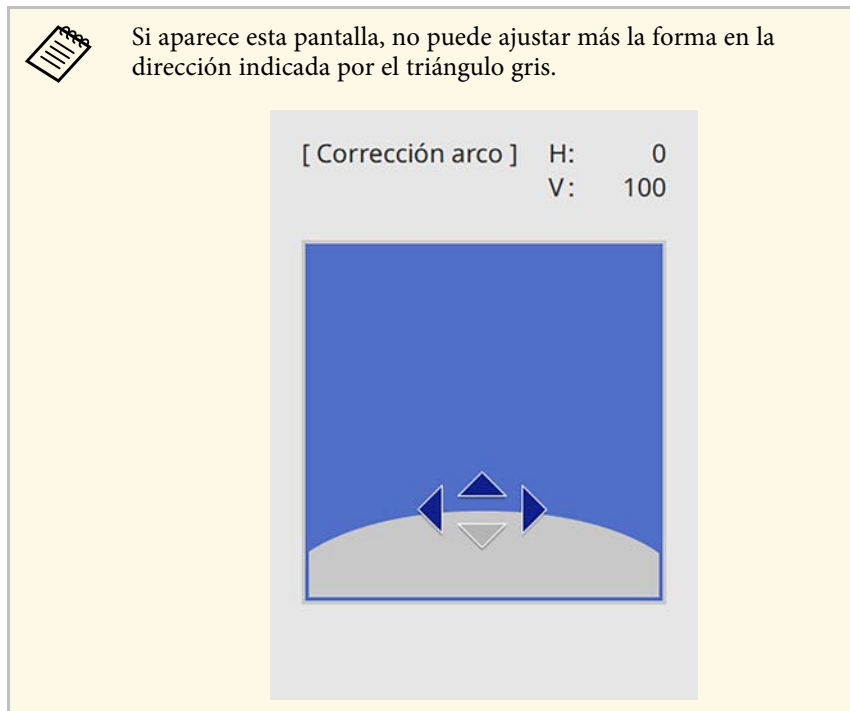 Si aparece esta pantalla, no puede ajustar más la forma en la
dirección indicada por el triángulo gris.
[ Corrección arco ] H: 0
V: 100